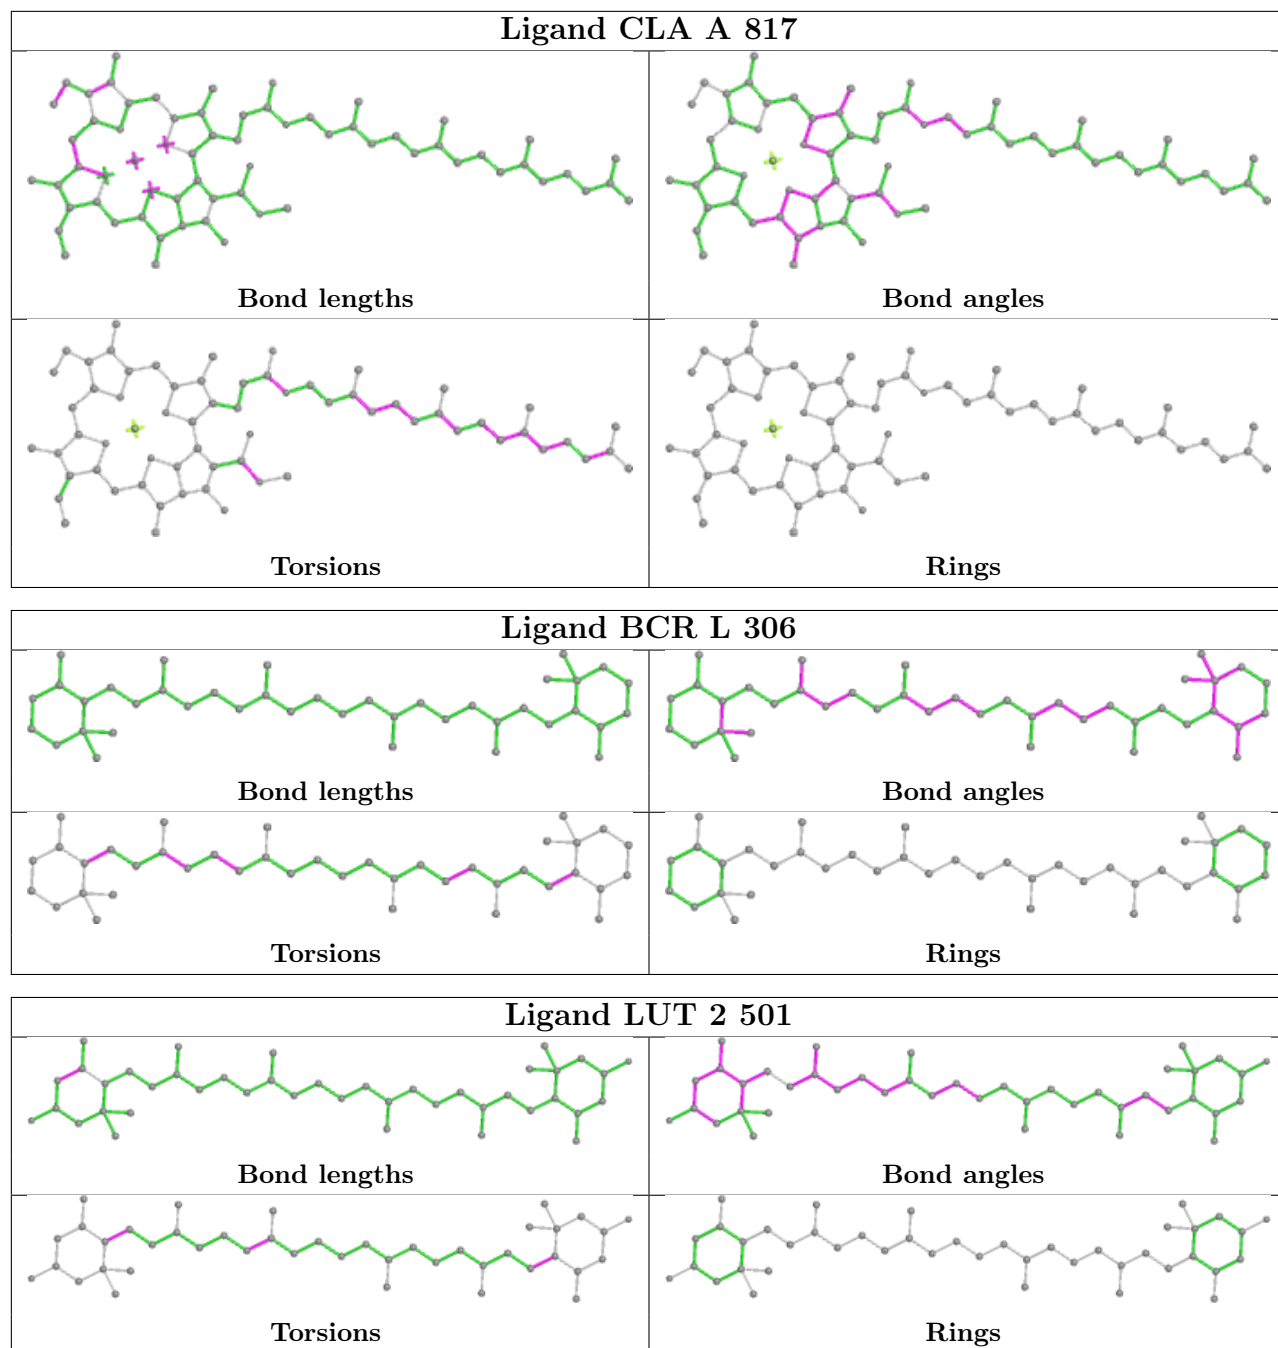 Ligand CLA A 817
Bond lengths
Bond angles
Torsions
Rings
Ligand BCR L 306
Bond lengths
Bond angles
Torsions
Rings
Ligand LUT 2 501
Bond lengths
Bond angles
Torsions
Rings